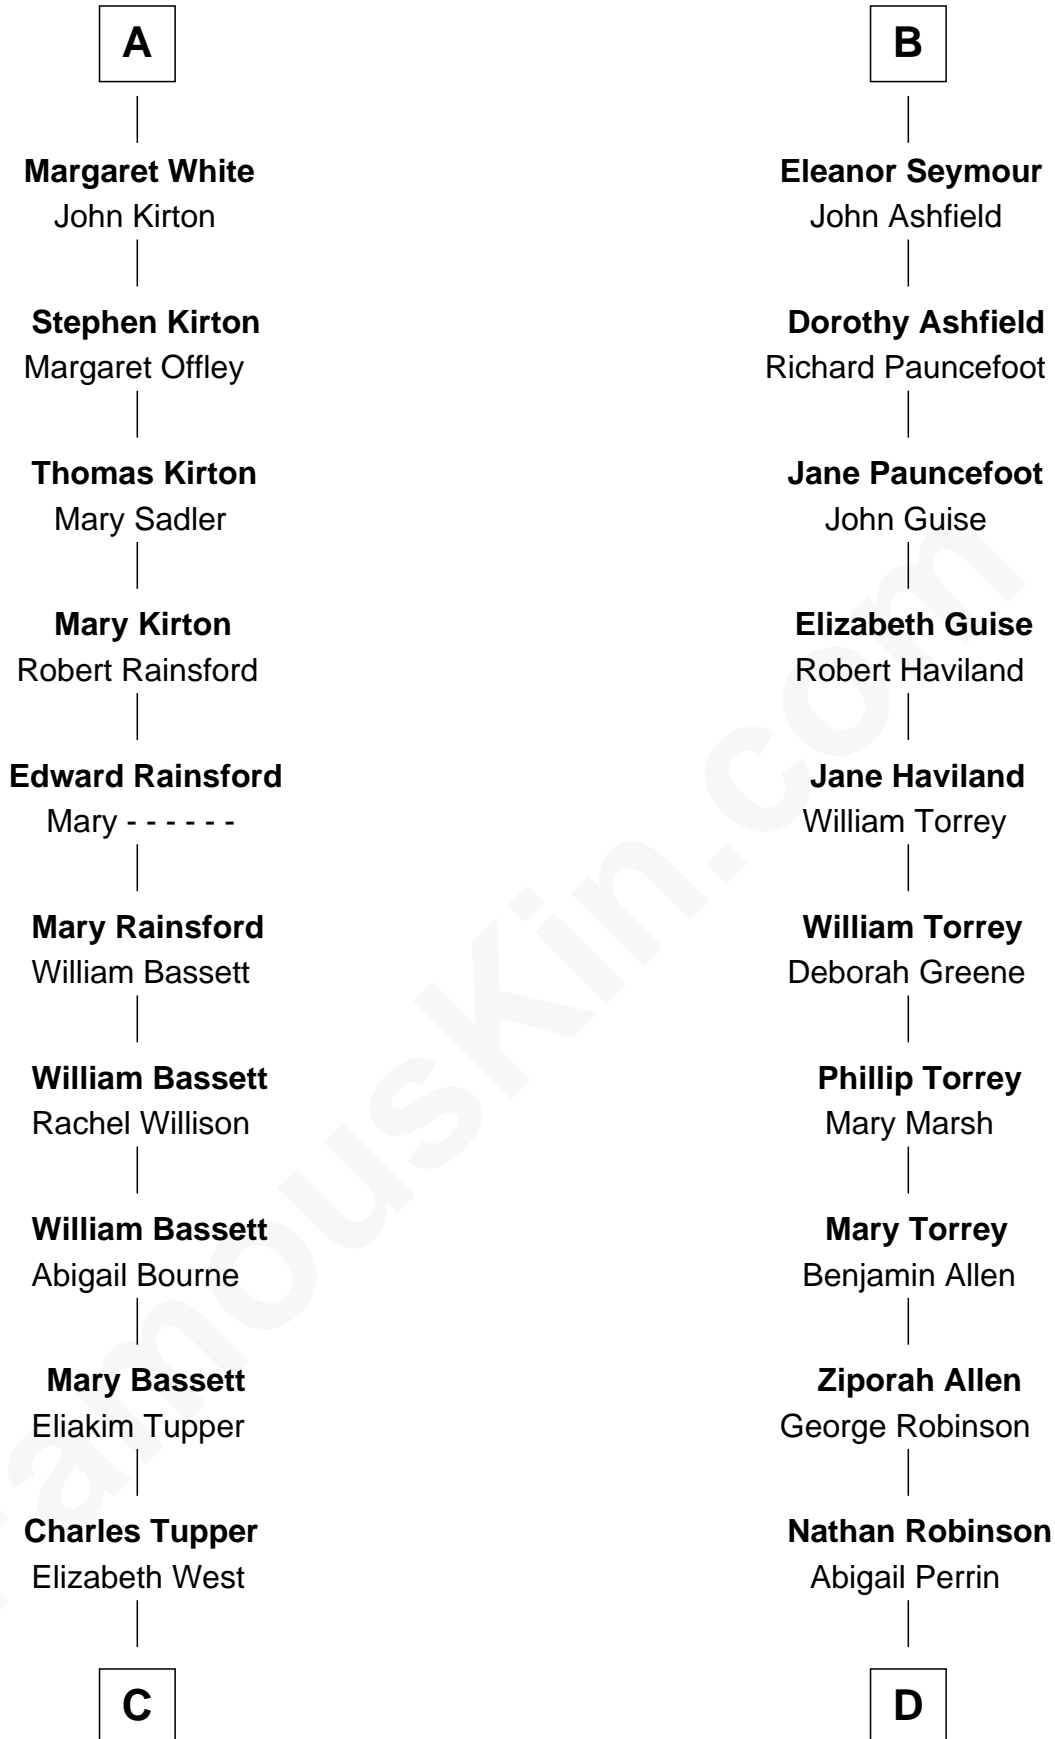 A
Margaret White
John Kirton
Stephen Kirton
Margaret Offley
Thomas Kirton
Mary Sadler
Mary Kirton
Robert Rainsford
Edward Rainsford
Mary - - - - - -
Mary Rainsford
William Bassett
William Bassett
Rachel Willison
William Bassett
Abigail Bourne
Mary Bassett
Eliakim Tupper
Charles Tupper
Elizabeth West
C
B
Eleanor Seymour
John Ashfield
Dorothy Ashfield
Richard Pauncefoot
Jane Pauncefoot
John Guise
Elizabeth Guise
Robert Haviland
Jane Haviland
William Torrey
William Torrey
Deborah Greene
Phillip Torrey
Mary Marsh
Mary Torrey
Benjamin Allen
Ziporah Allen
George Robinson
Nathan Robinson
Abigail Perrin
D
FamousKin.com